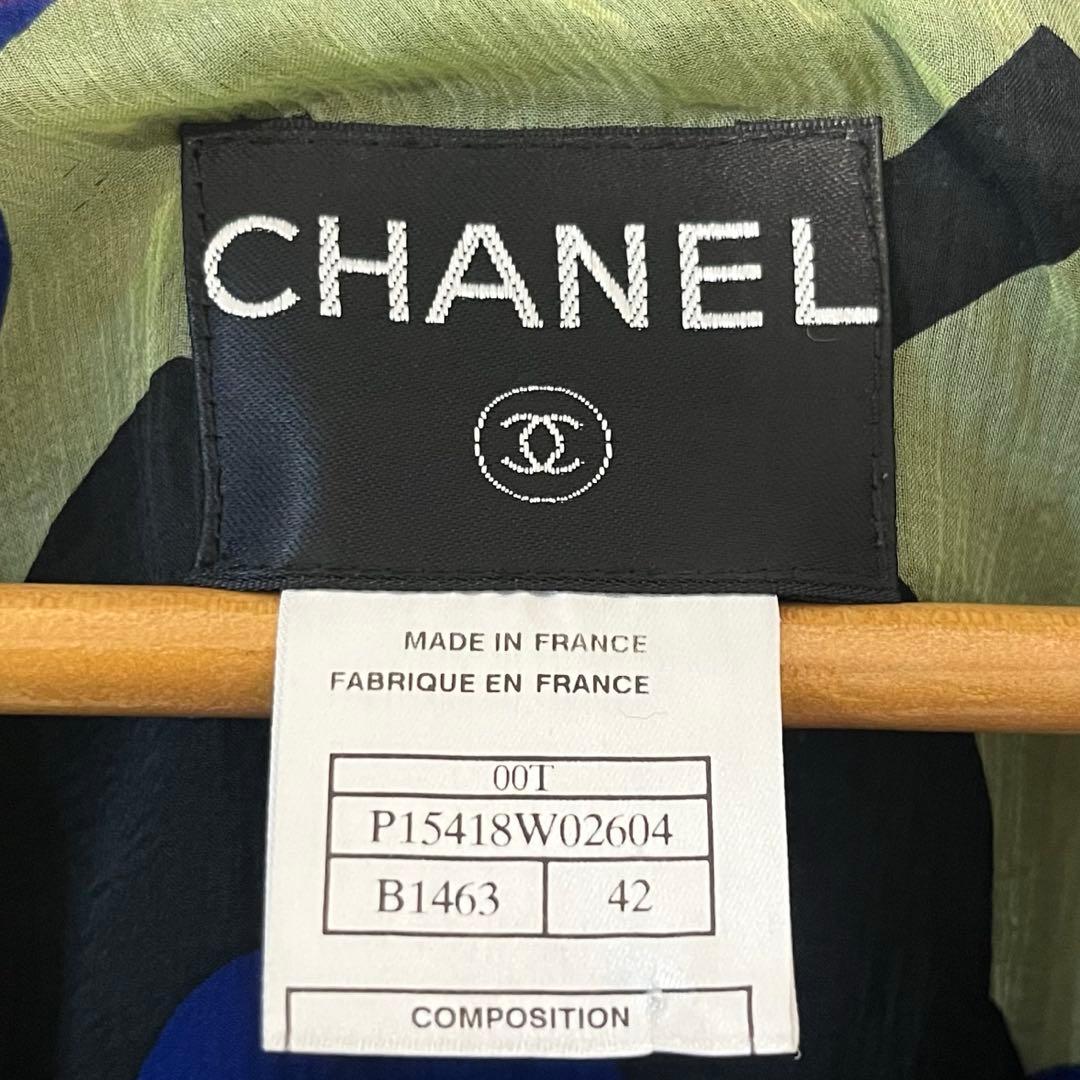 CHANEL
MADE IN FRANCE
FABRIQUE EN FRANCE
00T
P15418W02604
B1463 42
COMPOSITION